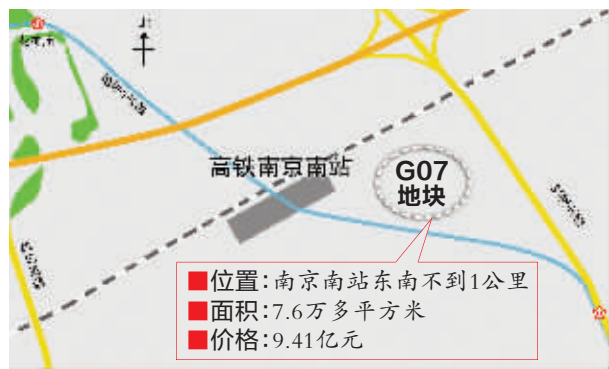 北
高铁南京南站
G07
地块
■位置:南京南站东南不到1公里
■面积:7.6万多平方米
■价格:9.41亿元